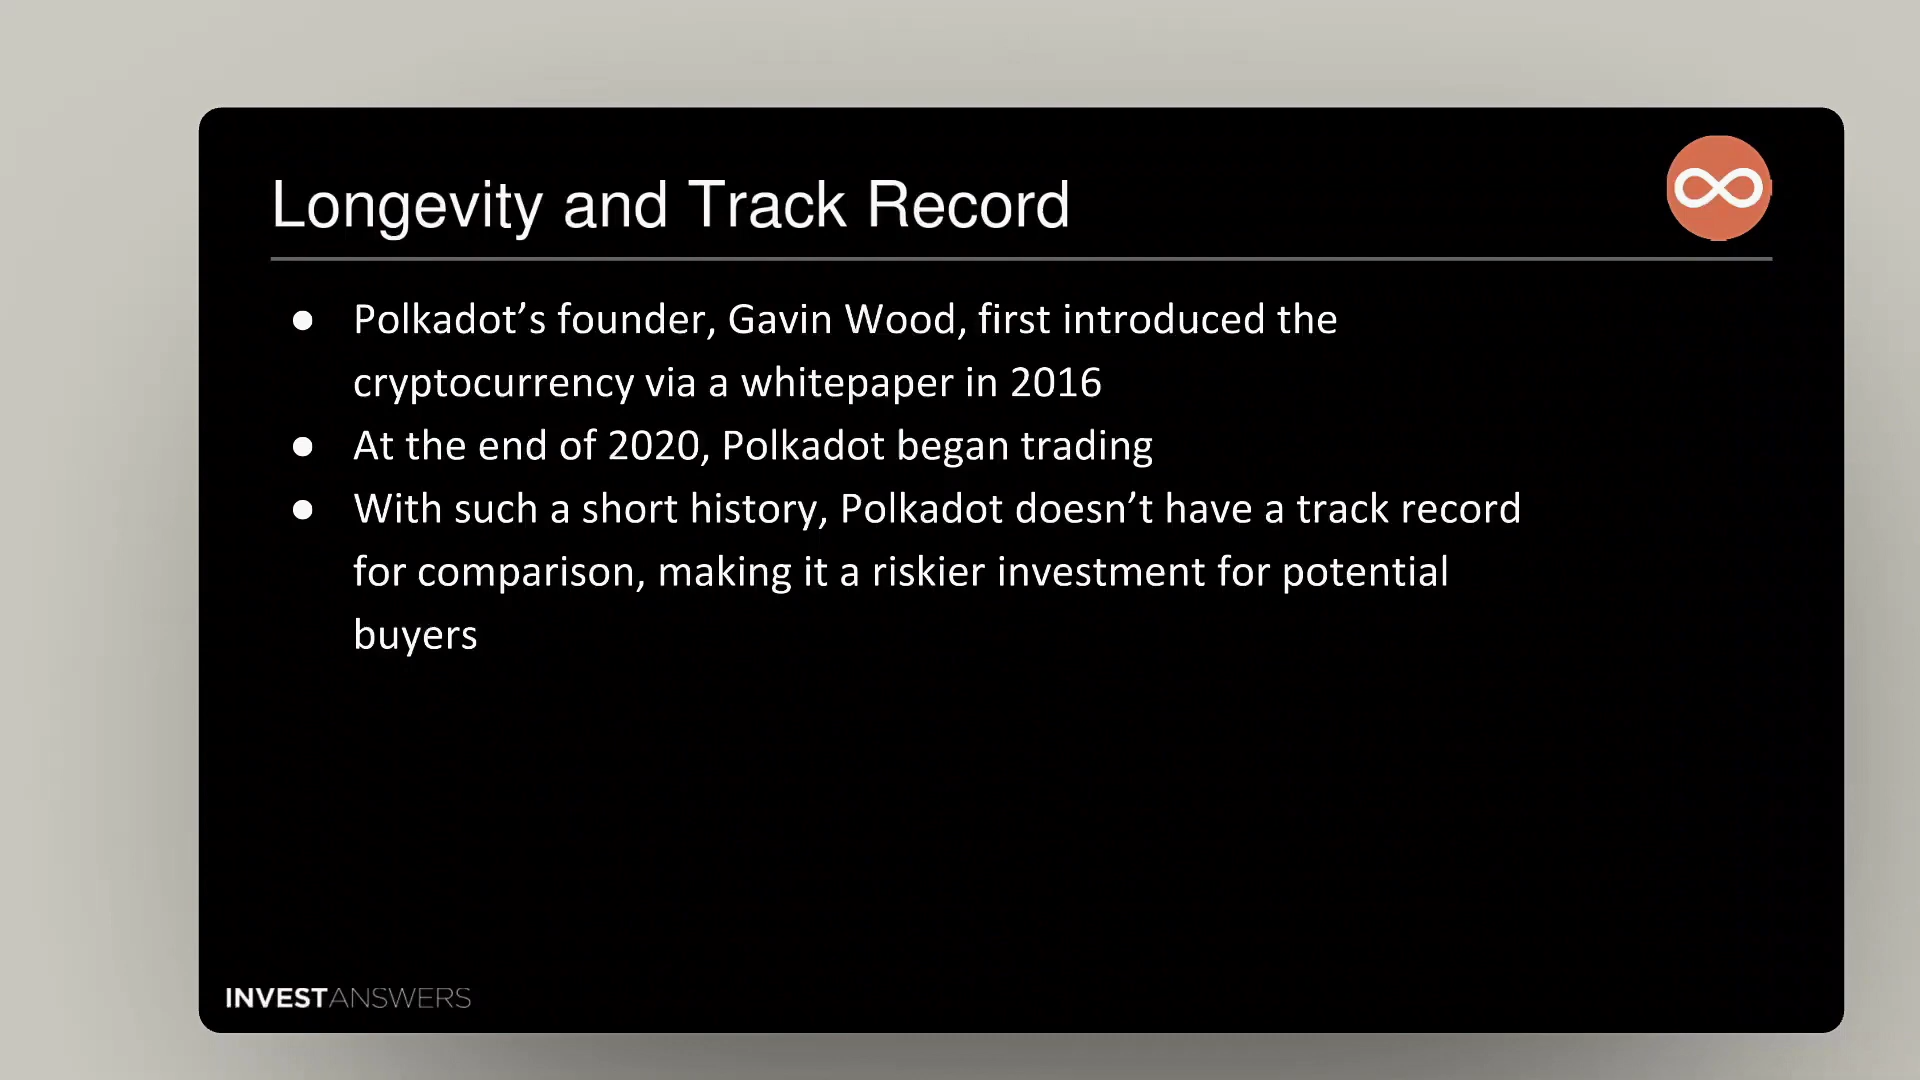 Longevity and Track Record
● Polkadot’s founder, Gavin Wood, first introduced the
cryptocurrency via a whitepaper in 2016
● At the end of 2020, Polkadot began trading
● With such a short history, Polkadot doesn’t have a track record
for comparison, making it a riskier investment for potential
buyers
INVESTANSWERS